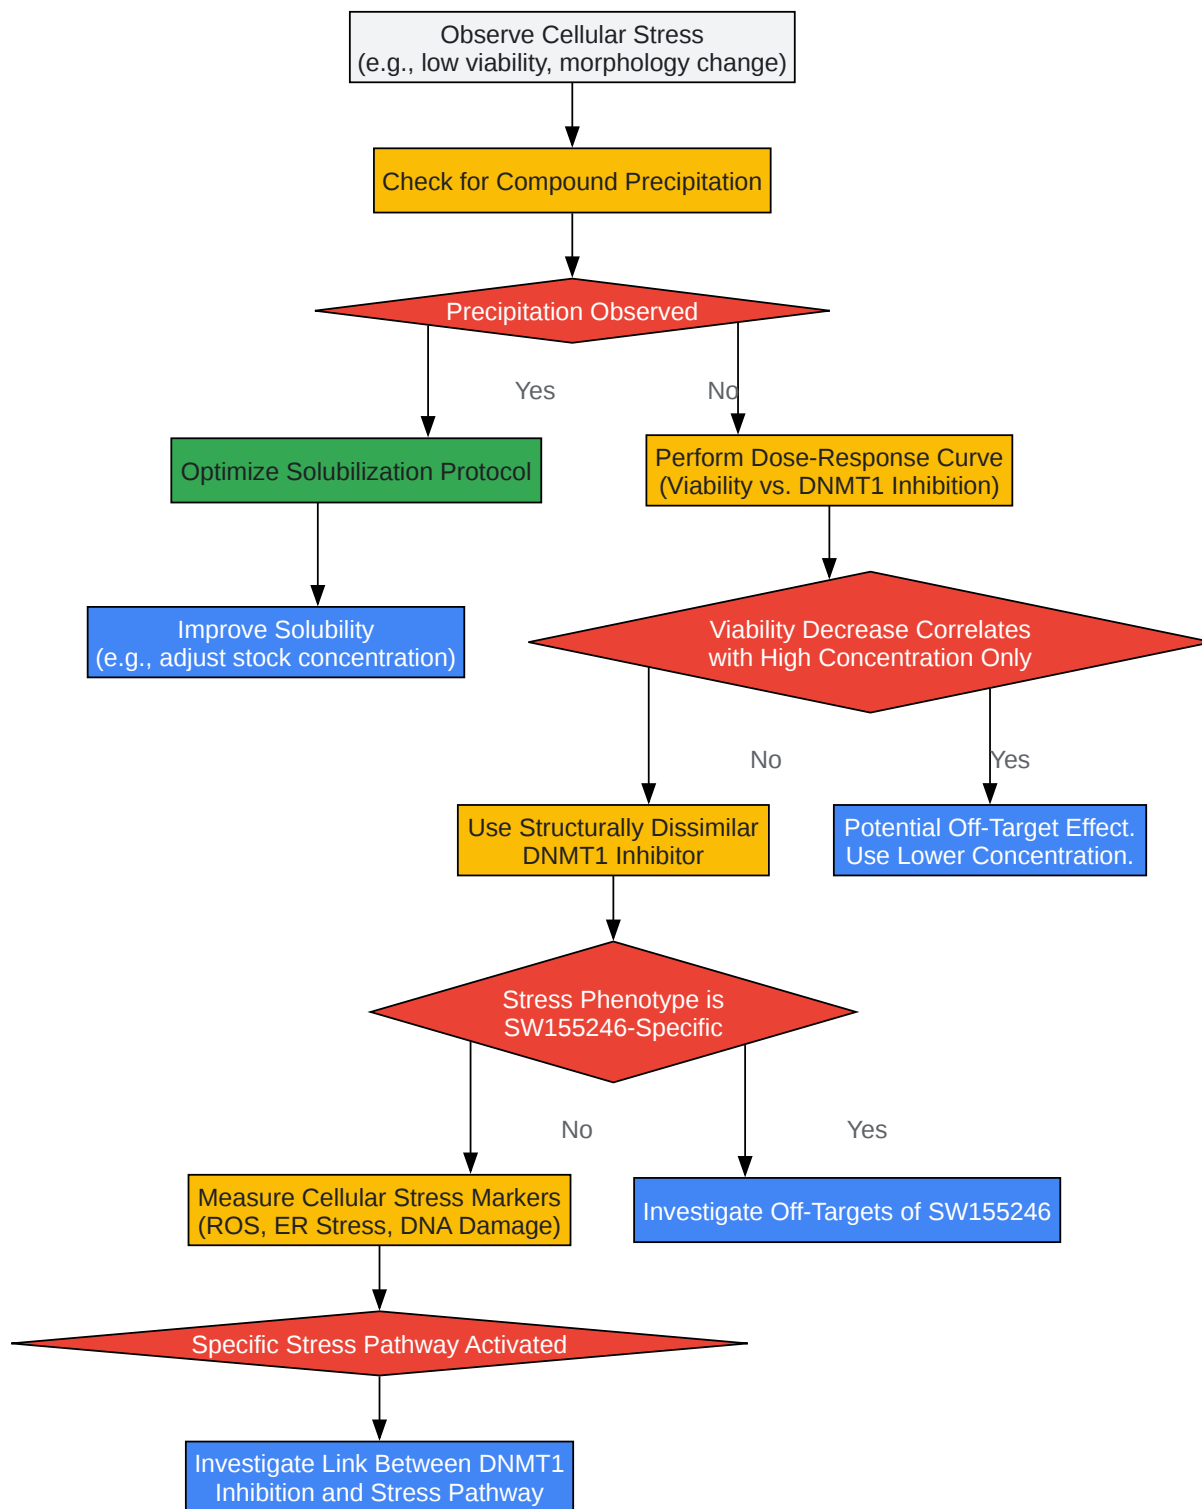 Observe Cellular Stress
(e.g., low viability, morphology change)
Check for Compound Precipitation
Precipitation Observed
Yes
No
Optimize Solubilization Protocol
Perform Dose-Response Curve
(Viability vs. DNMT1 Inhibition)
Improve Solubility
(e.g., adjust stock concentration)
Viability Decrease Correlates
with High Concentration Only
No
Yes
Use Structurally Dissimilar
DNMT1 Inhibitor
Potential Off-Target Effect.
Use Lower Concentration.
Stress Phenotype is
SW155246-Specific
No
Yes
Measure Cellular Stress Markers
(ROS, ER Stress, DNA Damage)
Investigate Off-Targets of SW155246
Specific Stress Pathway Activated
Investigate Link Between DNMT1
Inhibition and Stress Pathway